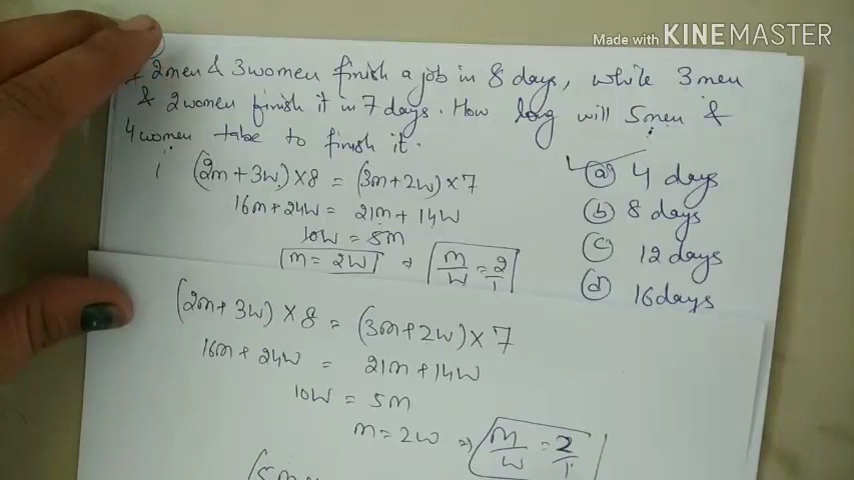 Made with KINEMASTER
2men & 3women finish a job in 8 days, while 3men
& 2women finish it in 7 days. How long will 5men &
4women take to finish it.
(2m+3w)×8 = (3m+2w)×7
16m+24w = 21m+14w
10w = 5m
m = 2w ⇒ m/w = 2/1
(a) 4 days
(b) 8 days
(c) 12 days
(d) 16days
(2m+3w)×8 = (3m+2w)×7
16m+24w = 21m+14w
10w = 5m
m=2w ⇒ m/w = 2/1